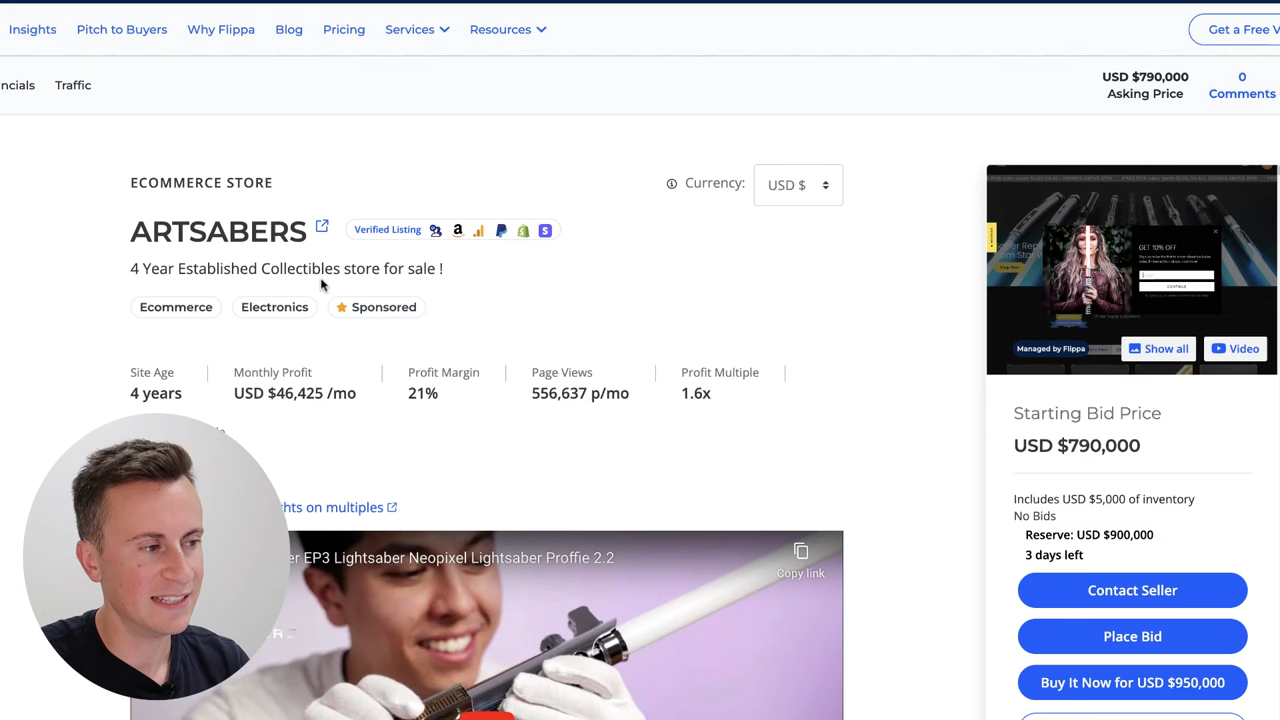 Insights Pitch to Buyers Why Flippa Blog Pricing Services Resources Get a Free V
ncials Traffic
USD $790,000
Asking Price
0
Comments
ECOMMERCE STORE
Currency: USD $
ARTSABERS
Verified Listing
4 Year Established Collectibles store for sale !
Ecommerce Electronics Sponsored
Site Age
4 years
Monthly Profit
USD $46,425 /mo
Profit Margin
21%
Page Views
556,637 p/mo
Profit Multiple
1.6x
hts on multiples
er EP3 Lightsaber Neopixel Lightsaber Proffie 2.2
Copy link
GET 10% OFF
CONTINUE
Managed by Flippa
Show all
Video
Starting Bid Price
USD $790,000
Includes USD $5,000 of inventory
No Bids
Reserve: USD $900,000
3 days left
Contact Seller
Place Bid
Buy It Now for USD $950,000